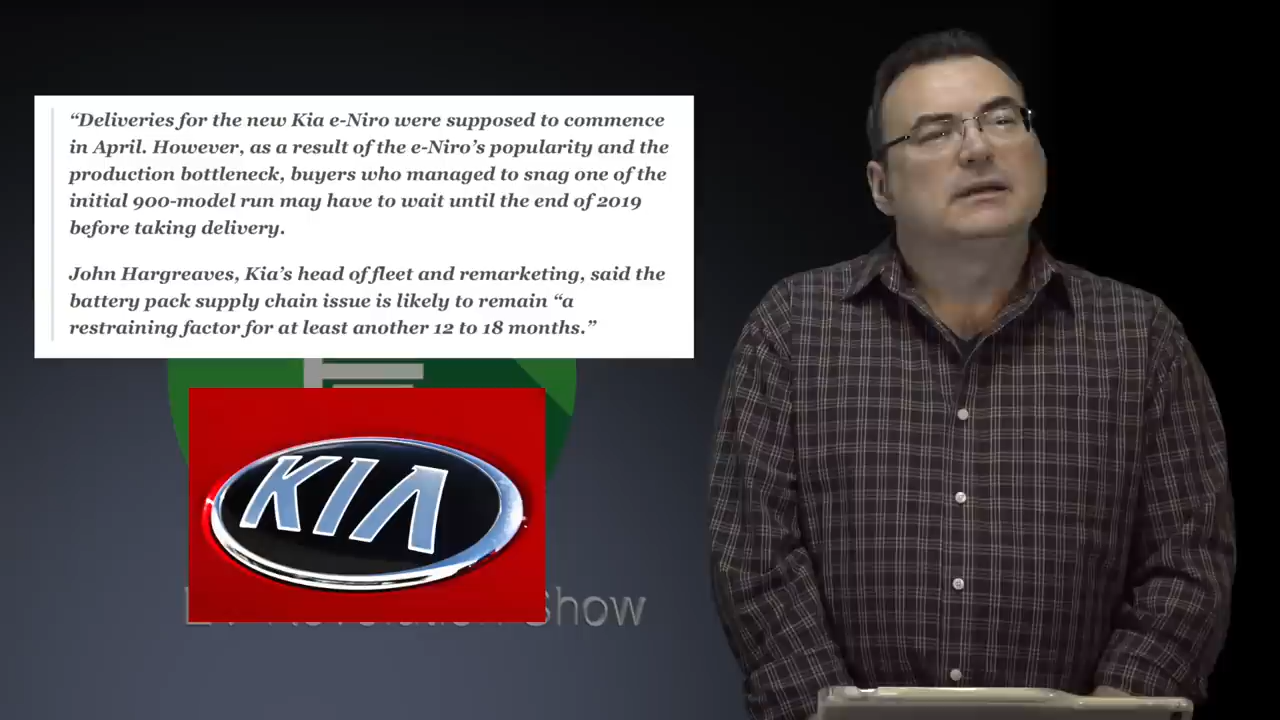 “Deliveries for the new Kia e-Niro were supposed to commence
in April. However, as a result of the e-Niro’s popularity and the
production bottleneck, buyers who managed to snag one of the
initial 900-model run may have to wait until the end of 2019
before taking delivery.
John Hargreaves, Kia’s head of fleet and remarketing, said the
battery pack supply chain issue is likely to remain “a
restraining factor for at least another 12 to 18 months.”
KIA
Show